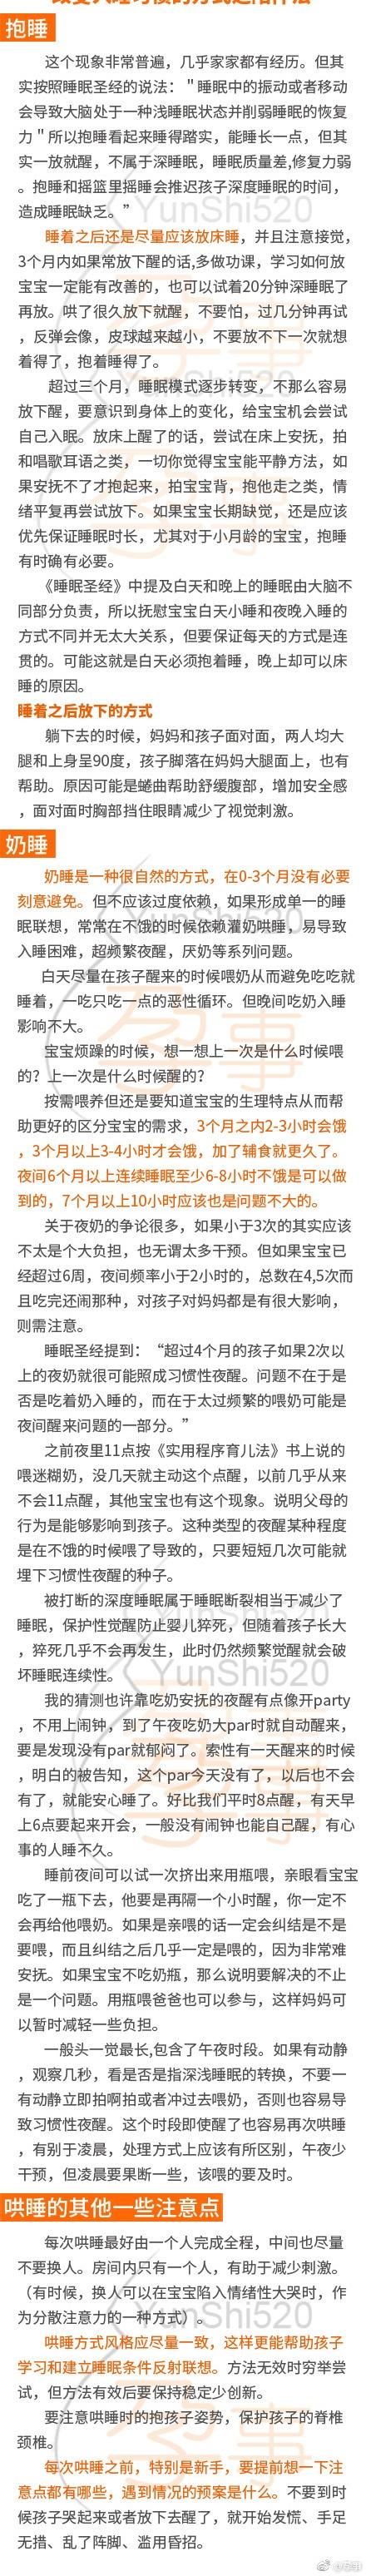 抱睡
这个现象非常普遍，几乎家家都有经历。但其
实按照睡眠圣经的说法："睡眠中的振动或者移动
会导致大脑处于一种浅睡眠状态并削弱睡眠的恢复
力＂所以抱睡看起来睡得踏实，能睡长一点，但其
实一放就醒，不属于深睡眠，睡眠质量差,修复力弱
。抱睡和摇篮里摇睡会推迟孩子深度睡眠的时间，
造成睡眠缺乏。”
睡着之后还是尽量应该放床睡，并且注意接觉，
3个月内如果常放下醒的话,多做功课，学习如何放
宝宝一定能有改善的，也可以试着20分钟深睡眠了
再放。哄了很久放下就醒，不要怕，过几分钟再试
，反弹会像，皮球越来越小，不要放不下一次就想
着得了，抱着睡得了。
超过三个月，睡眠模式逐步转变，不那么容易
放下醒，要意识到身体上的变化，给宝宝机会尝试
自己入眠。放床上醒了的话，尝试在床上安抚，拍
和唱歌耳语之类，一切你觉得宝宝能平静方法，如
果安抚不了才抱起来，拍宝宝背，抱他走之类，情
绪平复再尝试放下。如果宝宝长期缺觉，还是应该
优先保证睡眠时长，尤其对于小月龄的宝宝，抱睡
有时确有必要。
《睡眠圣经》中提及白天和晚上的睡眠由大脑不
同部分负责，所以抚慰宝宝白天小睡和夜晚入睡的
方式不同并无太大关系，但要保证每天的方式是连
贯的。可能这就是白天必须抱着睡，晚上却可以床
睡的原因。
睡着之后放下的方式
躺下去的时候，妈妈和孩子面对面，两人均大
腿和上身呈90度，孩子脚落在妈妈大腿面上，也有
帮助。原因可能是蜷曲帮助舒缓腹部，增加安全感
，面对面时胸部挡住眼睛减少了视觉刺激。
奶睡
奶睡是一种很自然的方式，在0-3个月没有必要
刻意避免。但不应该过度依赖，如果形成单一的睡
眠联想，常常在不饿的时候依赖灌奶哄睡，易导致
入睡困难，超频繁夜醒，厌奶等系列问题。
白天尽量在孩子醒来的时候喂奶从而避免吃吃就
睡着，一吃只吃一点的恶性循环。但晚间吃奶入睡
影响不大。
宝宝烦躁的时候，想一想上一次是什么时候喂
的？上一次是什么时候醒的？
按需喂养但还是要知道宝宝的生理特点从而帮
助更好的区分宝宝的需求，3个月之内2-3小时会饿
，3个月以上3-4小时才会饿，加了辅食就更久了。
夜间6个月以上连续睡眠至少6-8小时不饿是可以做
到的，7个月以上10小时应该也是问题不大的。
关于夜奶的争论很多，如果小于3次的其实应该
不太是个大负担，也无谓太多干预。但如果宝宝已
经超过6周，夜间频率小于2小时的，总数在4,5次而
且吃完还闹那种，对孩子对妈妈都是有很大影响，
则需注意。
睡眠圣经提到：“超过4个月的孩子如果2次以
上的夜奶就很可能照成习惯性夜醒。问题不在于是
否是吃着奶入睡的，而在于太过频繁的喂奶可能是
夜间醒来问题的一部分。”
之前夜里11点按《实用程序育儿法》书上说的
喂迷糊奶，没几天就主动这个点醒，以前几乎从来
不会11点醒，其他宝宝也有这个现象。说明父母的
行为是能够影响到孩子。这种类型的夜醒某种程度
是在不饿的时候喂了导致的，只要短短几次可能就
埋下习惯性夜醒的种子。
被打断的深度睡眠属于睡眠断裂相当于减少了
睡眠，保护性觉醒防止婴儿猝死，但随着孩子长大
，猝死几乎不会再发生，此时仍然频繁觉醒就会破
坏睡眠连续性。
我的猜测也许靠吃奶安抚的夜醒有点像开party
，不用上闹钟，到了午夜吃奶大par时就自动醒来，
要是发现没有par就郁闷了。索性有一天醒来的时候
，明白的被告知，这个par今天没有了，以后也不会
有了，就能安心睡了。好比我们平时8点醒，有天早
上6点要起来开会，一般没有闹钟也能自己醒，有心
事的人睡不久。
睡前夜间可以试一次挤出来用瓶喂，亲眼看宝宝
吃了一瓶下去，他要是再隔一个小时醒，你一定不
会再给他喂奶。如果是亲喂的话一定会纠结是不是
要喂，而且纠结之后几乎一定是喂的，因为非常难
安抚。如果宝宝不吃奶瓶，那么说明要解决的不止
是一个问题。用瓶喂爸爸也可以参与，这样妈妈可
以暂时减轻一些负担。
一般头一觉最长,包含了午夜时段。如果有动静
，观察几秒，看是否是指深浅睡眠的转换，不要一
有动静立即拍啊拍或者冲过去喂奶，否则也容易导
致习惯性夜醒。这个时段即使醒了也容易再次哄睡
，有别于凌晨，处理方式上应该有所区别，午夜少
干预，但凌晨要果断一些，该喂的要及时。
哄睡的其他一些注意点
每次哄睡最好由一个人完成全程，中间也尽量
不要换人。房间内只有一个人，有助于减少刺激。
（有时候，换人可以在宝宝陷入情绪性大哭时，作
为分散注意力的一种方式）。
哄睡方式风格应尽量一致，这样更能帮助孩子
学习和建立睡眠条件反射联想。方法无效时穷举尝
试，但方法有效后要保持稳定少创新。
要注意哄睡时的抱孩子姿势，保护孩子的脊椎
颈椎。
每次哄睡之前，特别是新手，要提前想一下注
意点都有哪些，遇到情况的预案是什么。不要到时
候孩子哭起来或者放下去醒了，就开始发慌、手足
无措、乱了阵脚、滥用昏招。